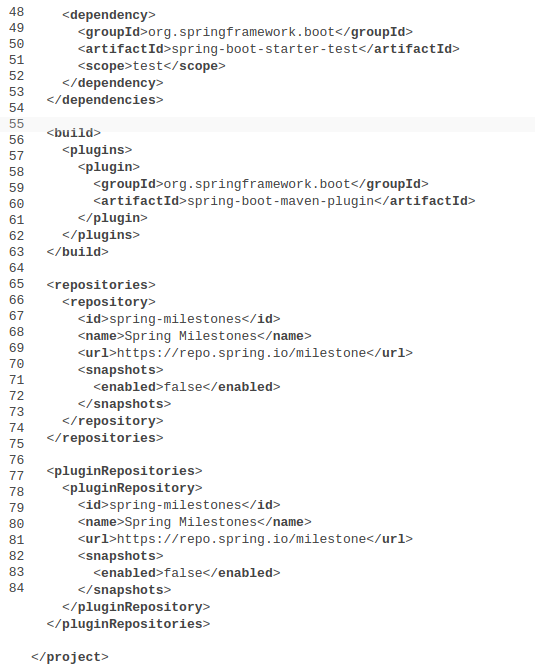 48     <dependency>
49       <groupId>org.springframework.boot</groupId>
50       <artifactId>spring-boot-starter-test</artifactId>
51       <scope>test</scope>
52     </dependency>
53   </dependencies>
54
55   <build>
56     <plugins>
57       <plugin>
58         <groupId>org.springframework.boot</groupId>
59         <artifactId>spring-boot-maven-plugin</artifactId>
60       </plugin>
61     </plugins>
62   </build>
63
64   <repositories>
65     <repository>
66       <id>spring-milestones</id>
67       <name>Spring Milestones</name>
68       <url>https://repo.spring.io/milestone</url>
69       <snapshots>
70         <enabled>false</enabled>
71       </snapshots>
72     </repository>
73   </repositories>
74
75   <pluginRepositories>
76     <pluginRepository>
77       <id>spring-milestones</id>
78       <name>Spring Milestones</name>
79       <url>https://repo.spring.io/milestone</url>
80       <snapshots>
81         <enabled>false</enabled>
82       </snapshots>
83     </pluginRepository>
84   </pluginRepositories>

</project>